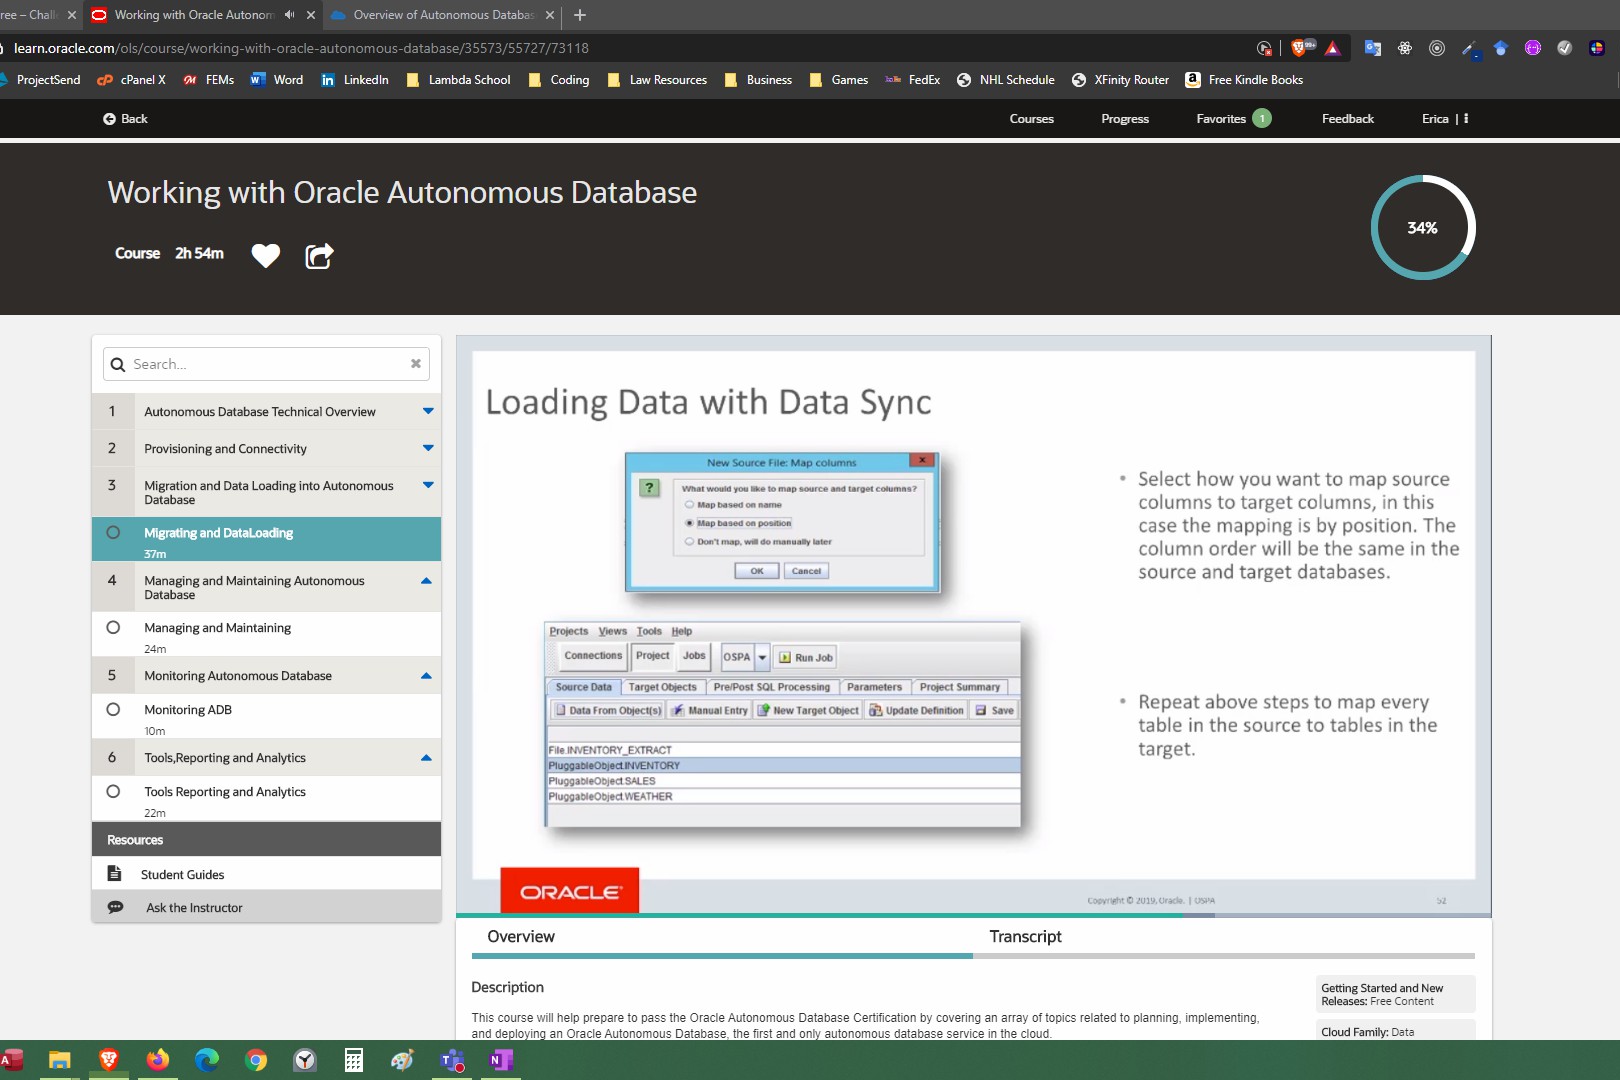 ree – Chall
Working with Oracle Autonom
Overview of Autonomous Databas
learn.oracle.com/ols/course/working-with-oracle-autonomous-database/35573/55727/73118
99+
ProjectSend
cPanel X
FEMs
Word
LinkedIn
Lambda School
Coding
Law Resources
Business
Games
FedEx
NHL Schedule
XFinity Router
Free Kindle Books
Back
Courses
Progress
Favorites 1
Feedback
Erica
Working with Oracle Autonomous Database
Course 2h 54m
34%
Search...
1 Autonomous Database Technical Overview
2 Provisioning and Connectivity
3 Migration and Data Loading into Autonomous
Database
Migrating and DataLoading
37m
4 Managing and Maintaining Autonomous
Database
Managing and Maintaining
24m
5 Monitoring Autonomous Database
Monitoring ADB
10m
6 Tools,Reporting and Analytics
Tools Reporting and Analytics
22m
Resources
Student Guides
Ask the Instructor
Loading Data with Data Sync
New Source File: Map columns
What would you like to map source and target columns?
Map based on name
Map based on position
Don't map, will do manually later
OK
Cancel
• Select how you want to map source
columns to target columns, in this
case the mapping is by position. The
column order will be the same in the
source and target databases.
Projects Views Tools Help
Connections Project Jobs OSPA Run Job
Source Data Target Objects Pre/Post SQL Processing Parameters Project Summary
Data From Object(s) Manual Entry New Target Object Update Definition Save
File.INVENTORY_EXTRACT
PluggableObject.INVENTORY
PluggableObject.SALES
PluggableObject.WEATHER
• Repeat above steps to map every
table in the source to tables in the
target.
ORACLE
Copyright © 2019, Oracle. | OSPA
52
Overview
Transcript
Description
This course will help prepare to pass the Oracle Autonomous Database Certification by covering an array of topics related to planning, implementing,
and deploying an Oracle Autonomous Database, the first and only autonomous database service in the cloud.
Getting Started and New
Releases: Free Content
Cloud Family: Data